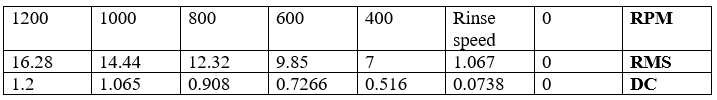 1200 1000 800 600 400 Rinse speed 0 RPM
16.28 14.44 12.32 9.85 7 1.067 0 RMS
1.2 1.065 0.908 0.7266 0.516 0.0738 0 DC